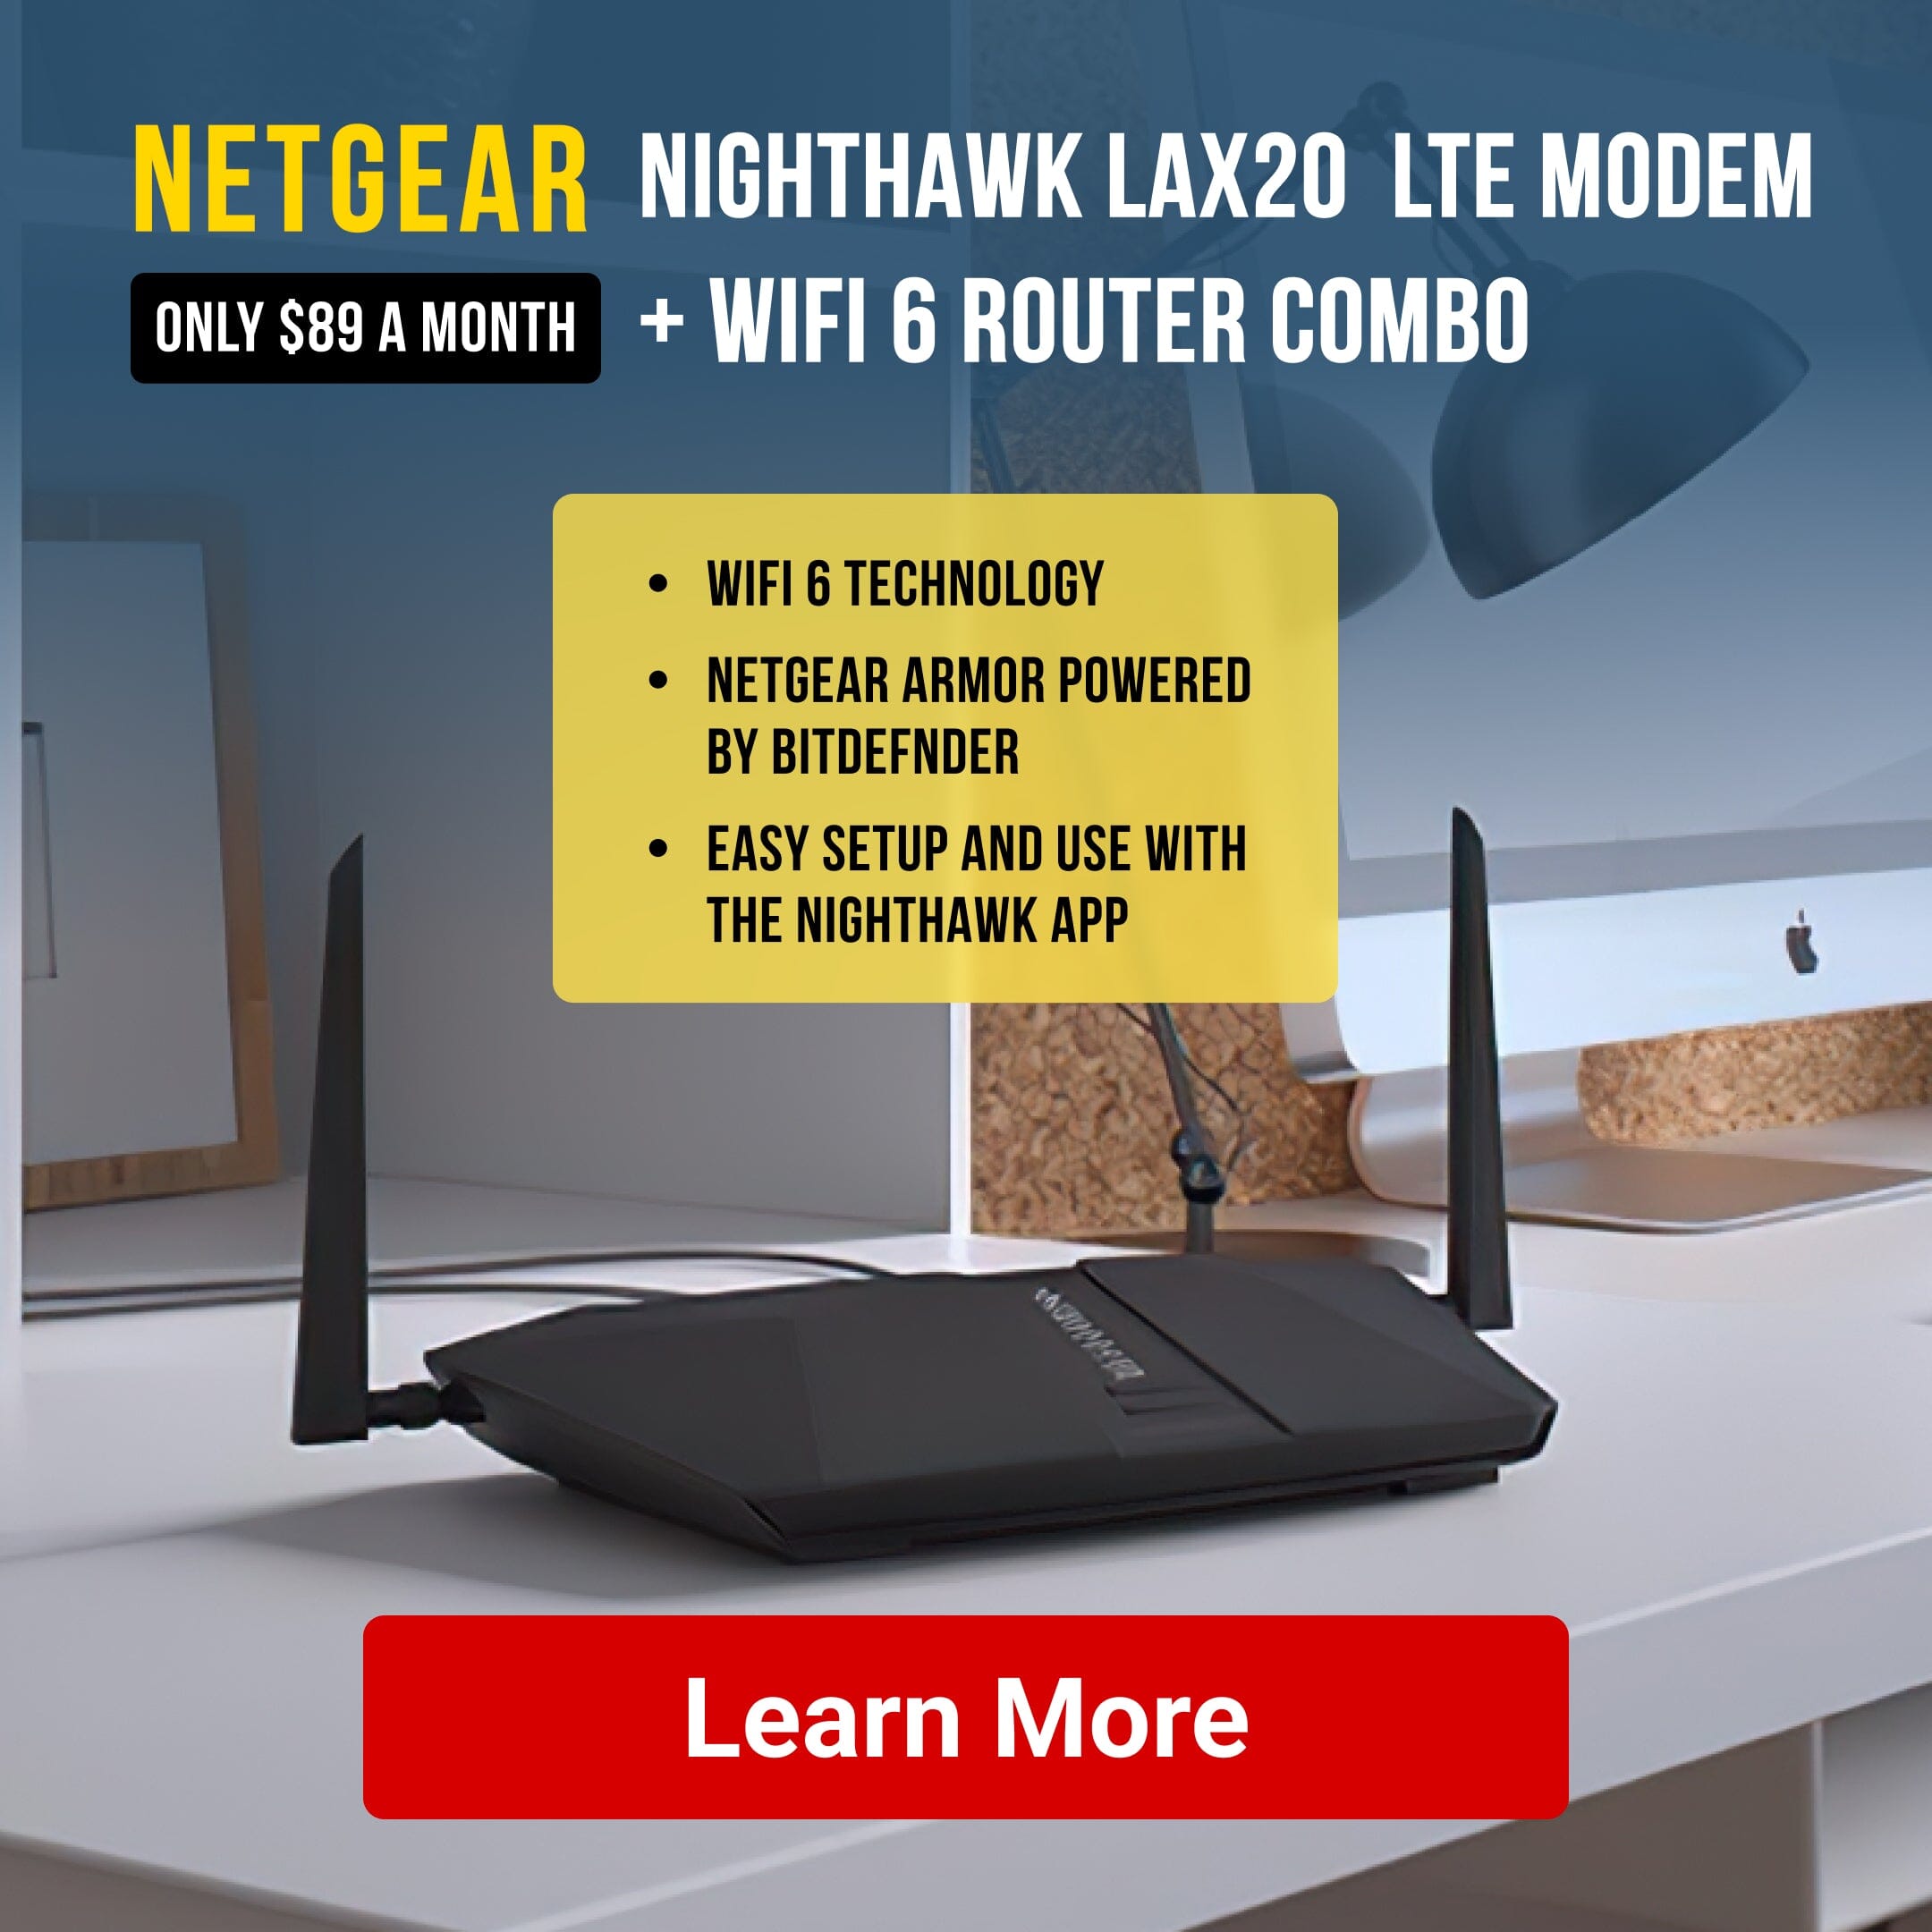 NETGEAR
NIGHTHAWK LAX20 LTE MODEM
ONLY $89 A MONTH
+ WIFI 6 ROUTER COMBO
• WIFI 6 TECHNOLOGY
• NETGEAR ARMOR POWERED
BY BITDEFNDER
• EASY SETUP AND USE WITH
THE NIGHTHAWK APP
Learn More